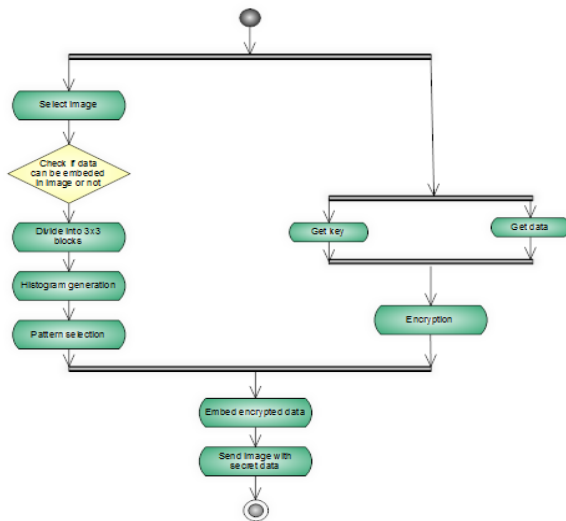 Select Image
Check if data
can be embeded
in image or not
Divide into 3x3
blocks
Get key
Get data
Histogram generation
Encryption
Pattern selection
Embed encrypted data
Send Image with
secret data